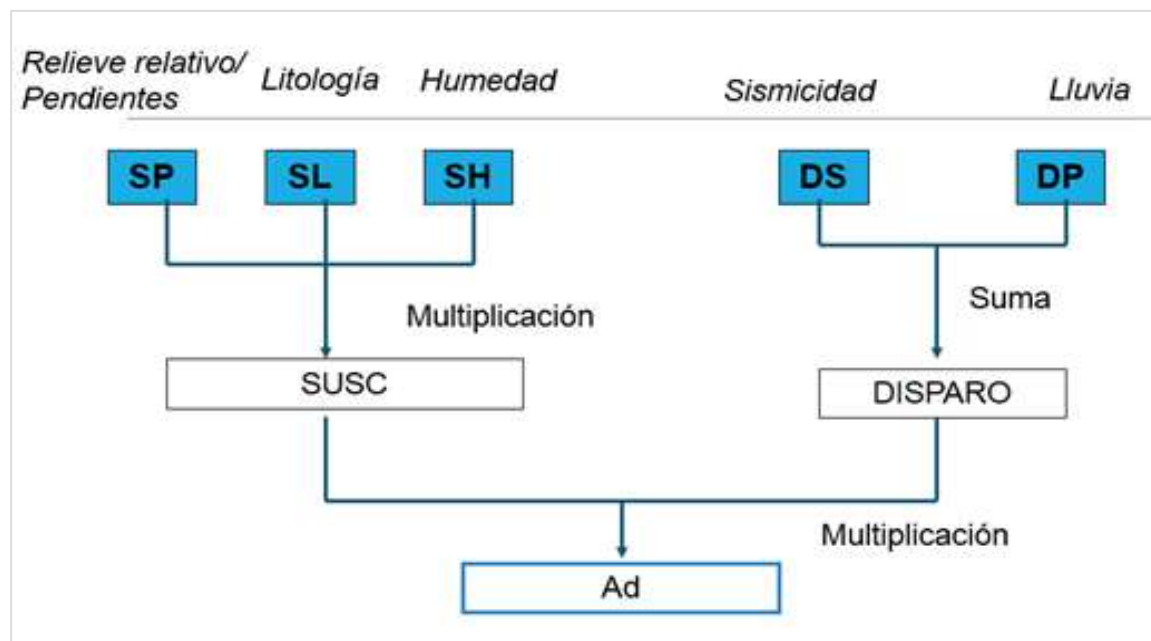 Relieve relativo/
Pendientes
Litología
Humedad
Sismicidad
Lluvia
SP
SL
SH
DS
DP
Multiplicación
Suma
SUSC
DISPARO
Multiplicación
Ad